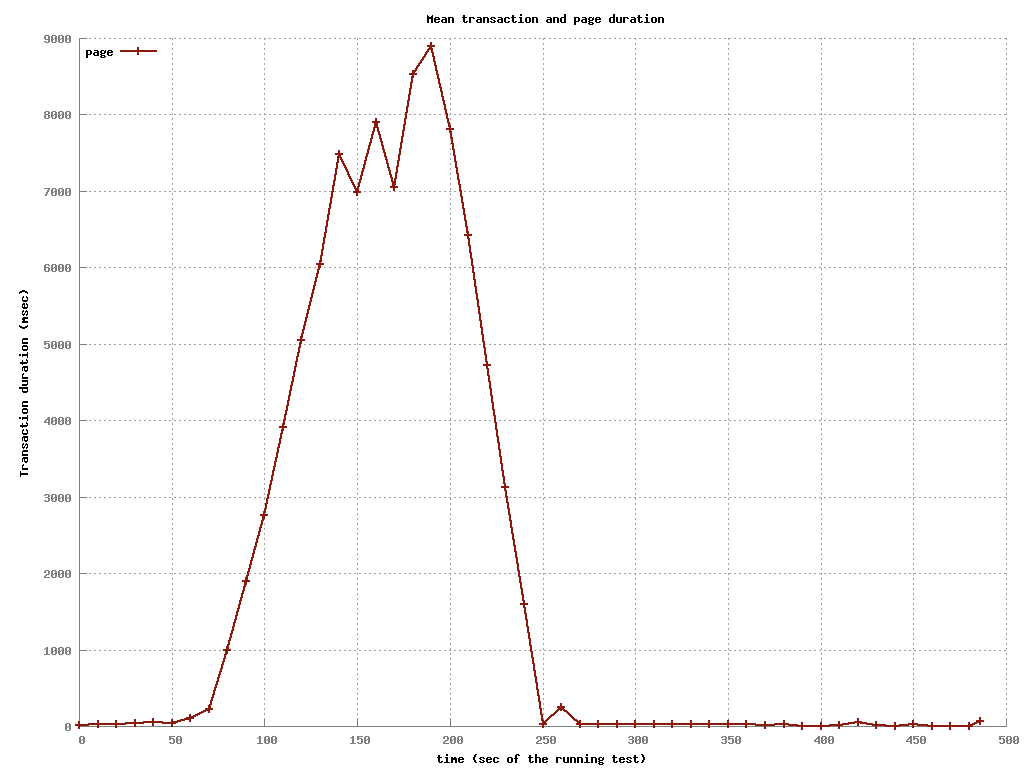 Mean transaction and page duration
page
9000
8000
7000
6000
5000
4000
3000
2000
1000
0
Transaction duration (msec)
0 50 100 150 200 250 300 350 400 450 500
time (sec of the running test)